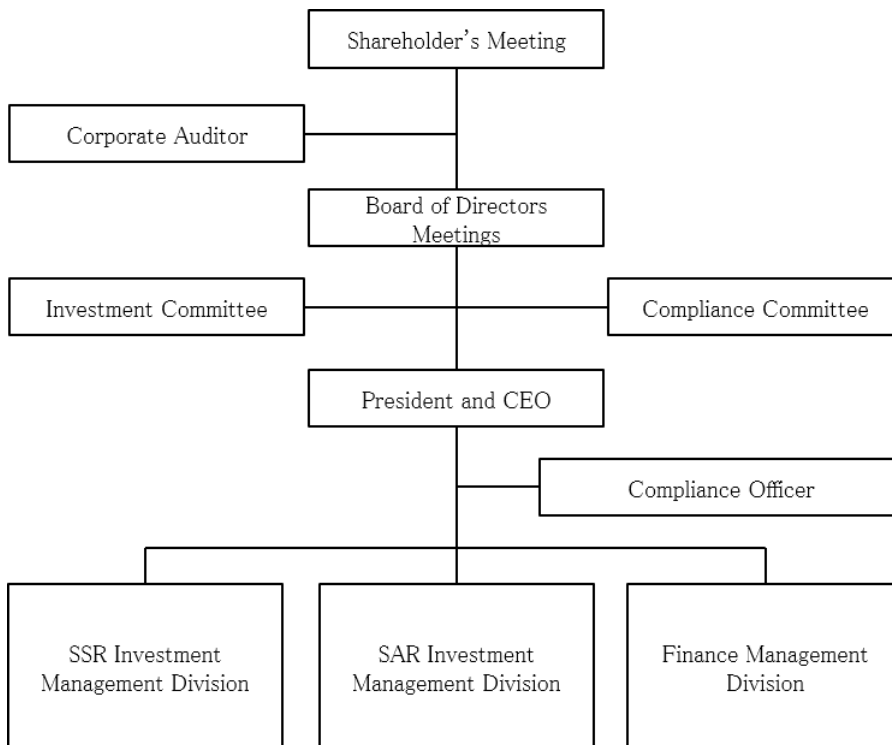 Shareholder’s Meeting
Corporate Auditor
Board of Directors
Meetings
Investment Committee
Compliance Committee
President and CEO
Compliance Officer
SSR Investment
Management Division
SAR Investment
Management Division
Finance Management
Division